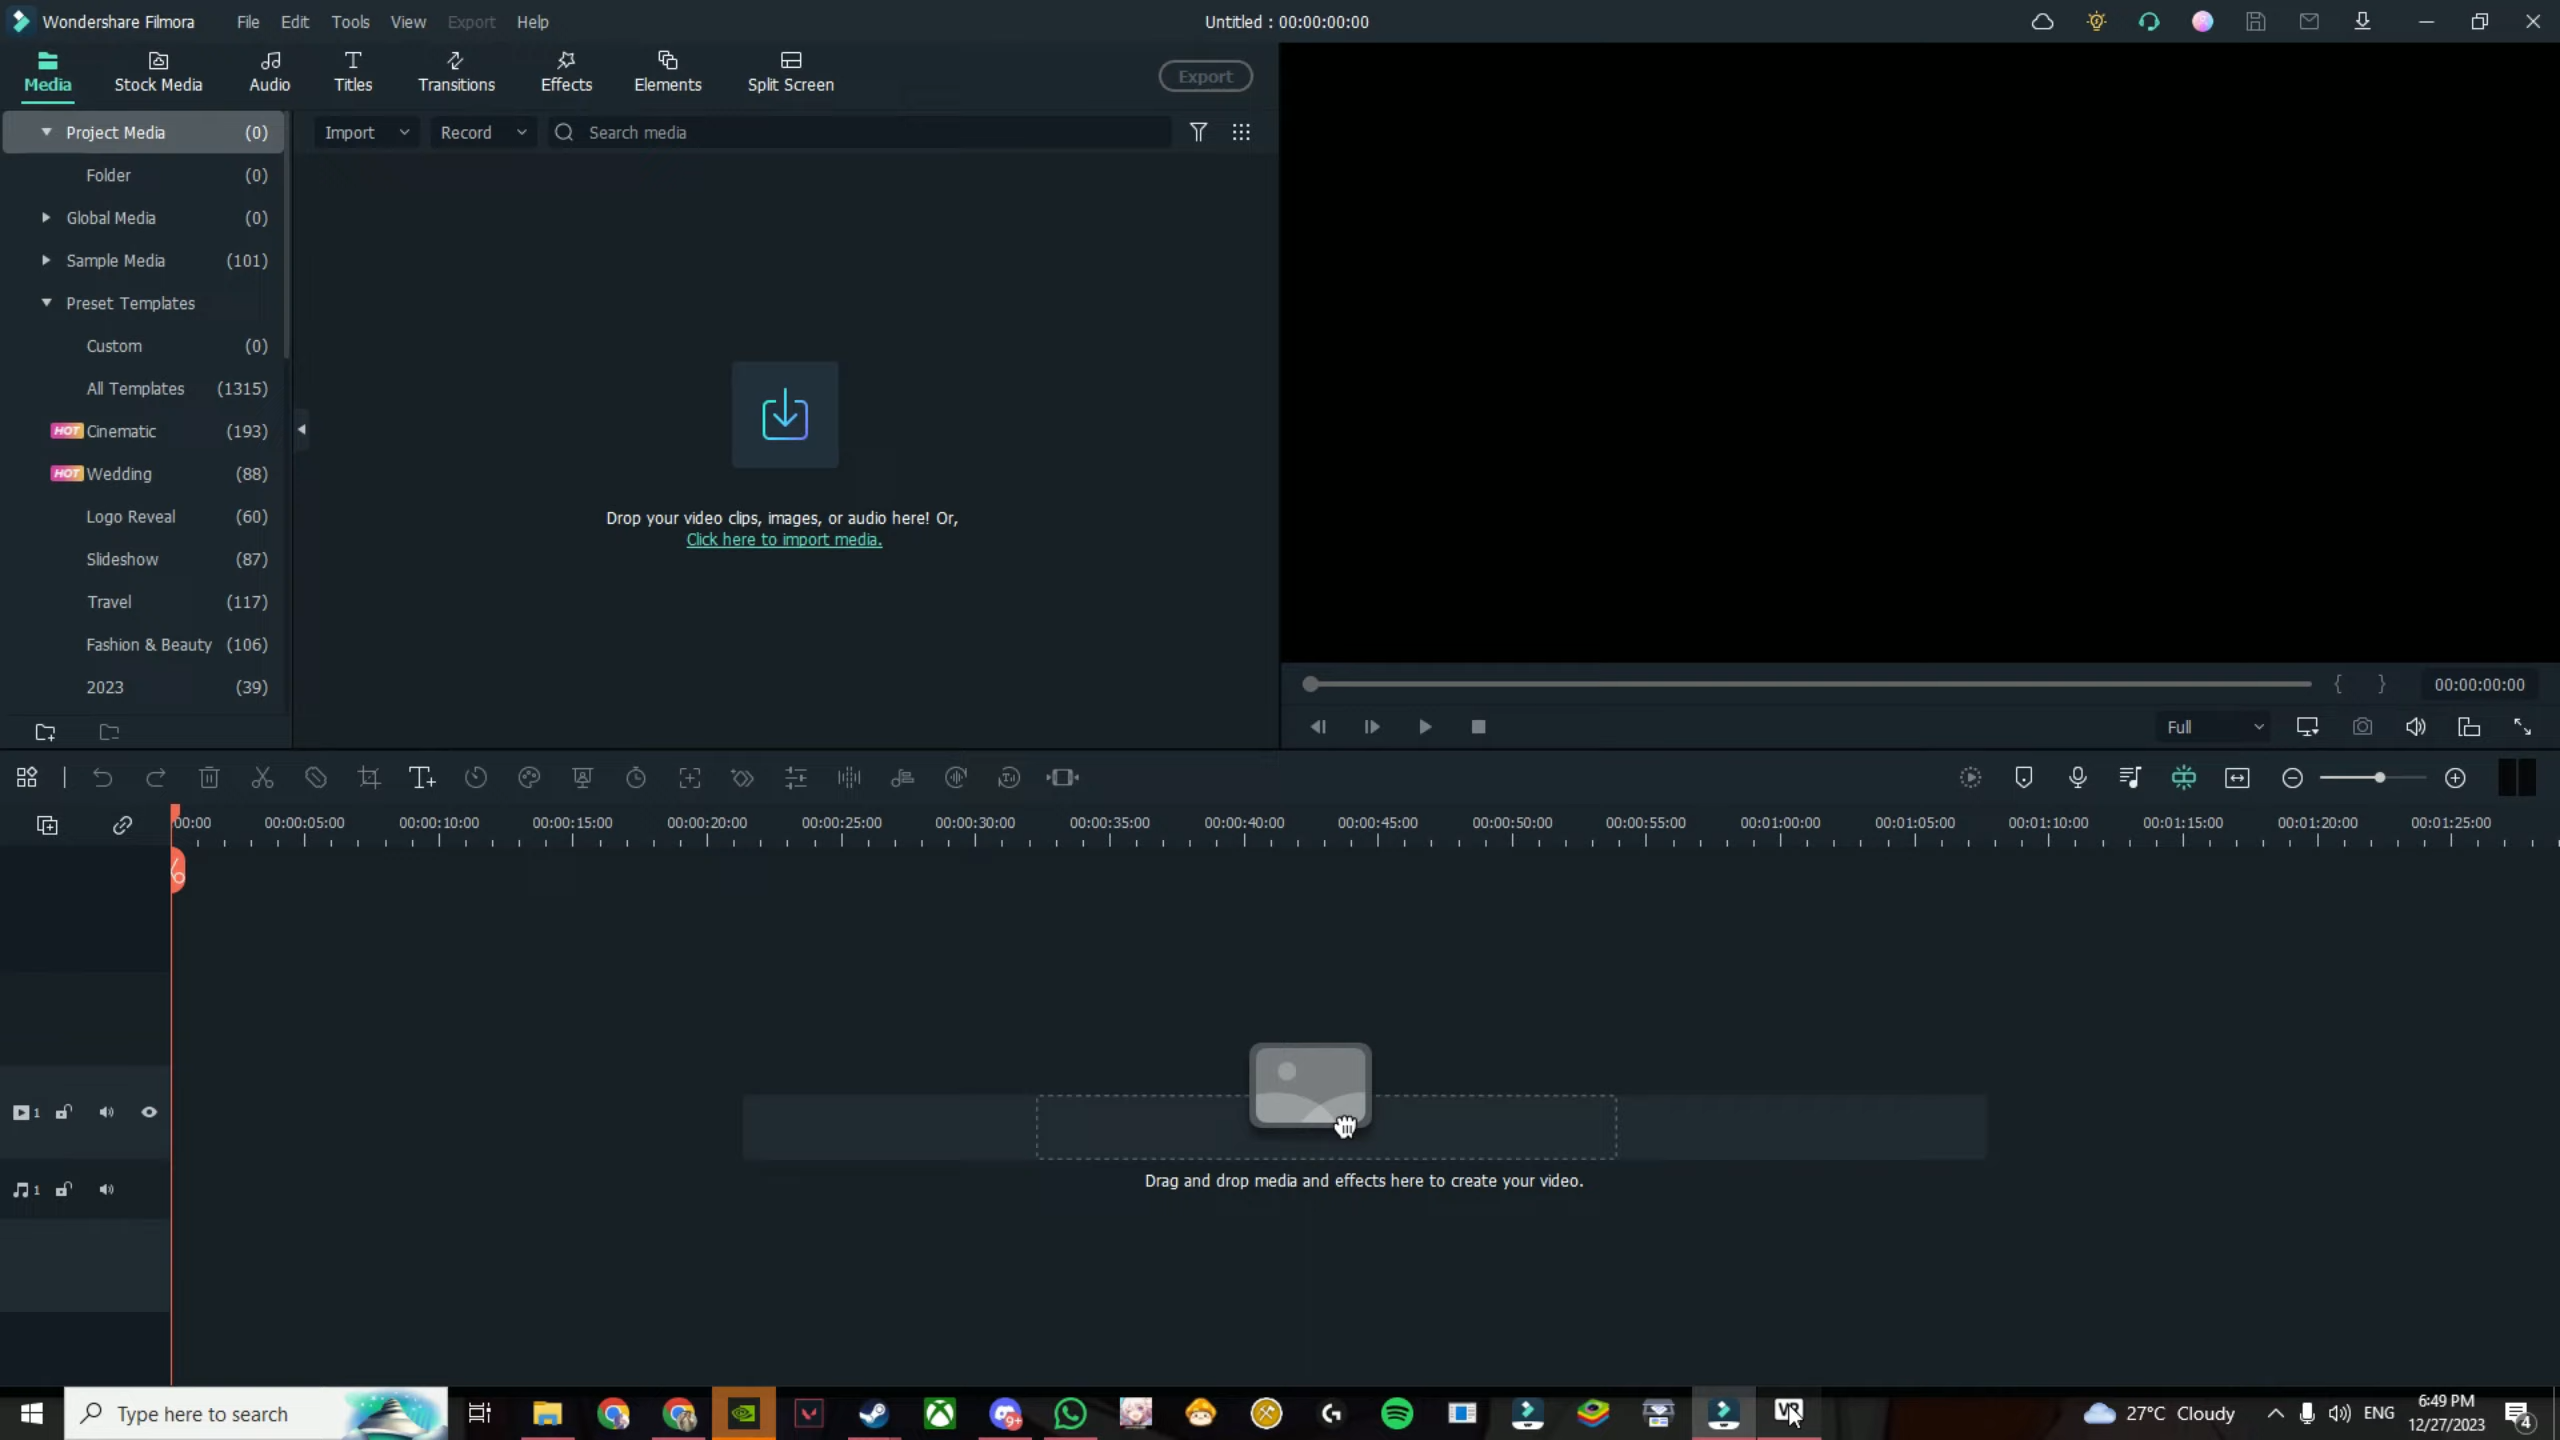 Wondershare Filmora File Edit Tools View Export Help Untitled : 00:00:00:00
Media Stock Media Audio Titles Transitions Effects Elements Split Screen Export
Project Media (0) Import Record Search media
Folder (0)
Global Media (0)
Sample Media (101)
Preset Templates
Custom (0)
All Templates (1315)
HOT Cinematic (193)
HOT Wedding (88)
Logo Reveal (60)
Slideshow (87)
Travel (117)
Fashion & Beauty (106)
2023 (39)
Drop your video clips, images, or audio here! Or,
Click here to import media.
{ } 00:00:00:00
Full
00:00 00:00:05:00 00:00:10:00 00:00:15:00 00:00:20:00 00:00:25:00 00:00:30:00 00:00:35:00 00:00:40:00 00:00:45:00 00:00:50:00 00:00:55:00 00:01:00:00 00:01:05:00 00:01:10:00 00:01:15:00 00:01:20:00 00:01:25:00
1
Drag and drop media and effects here to create your video.
1
Type here to search 9+ 27°C Cloudy ENG 6:49 PM
12/27/2023 4